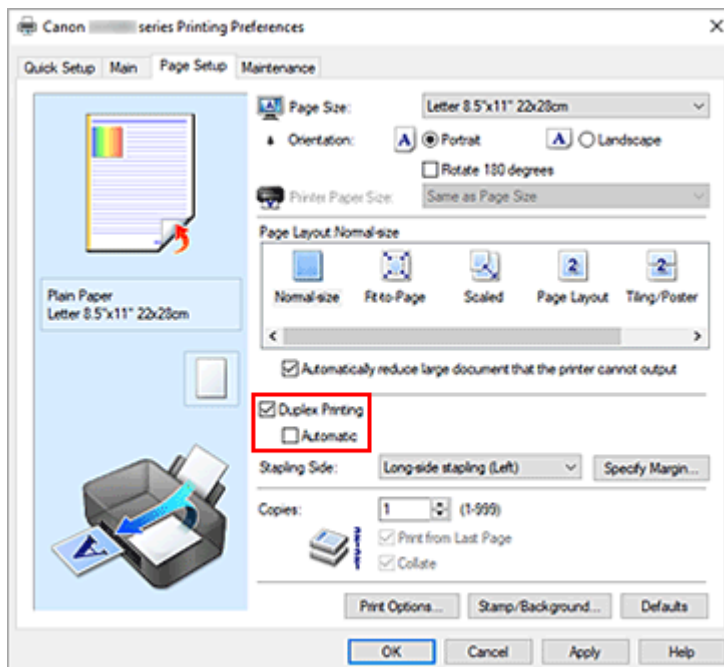 Canon series Printing Preferences
Quick Setup Main Page Setup Maintenance
Page Size: Letter 8.5"x11" 22x28cm
Orientation: A Portrait A Landscape
Rotate 180 degrees
Printer Paper Size: Same as Page Size
Page Layout:Normal-size
Normal-size Fit-to-Page Scaled Page Layout Tiling/Poster
Plain Paper
Letter 8.5"x11" 22x28cm
Automatically reduce large document that the printer cannot output
Duplex Printing
Automatic
Stapling Side: Long-side stapling (Left) Specify Margin...
Copies: 1 (1-999)
Print from Last Page
Collate
Print Options... Stamp/Background... Defaults
OK Cancel Apply Help